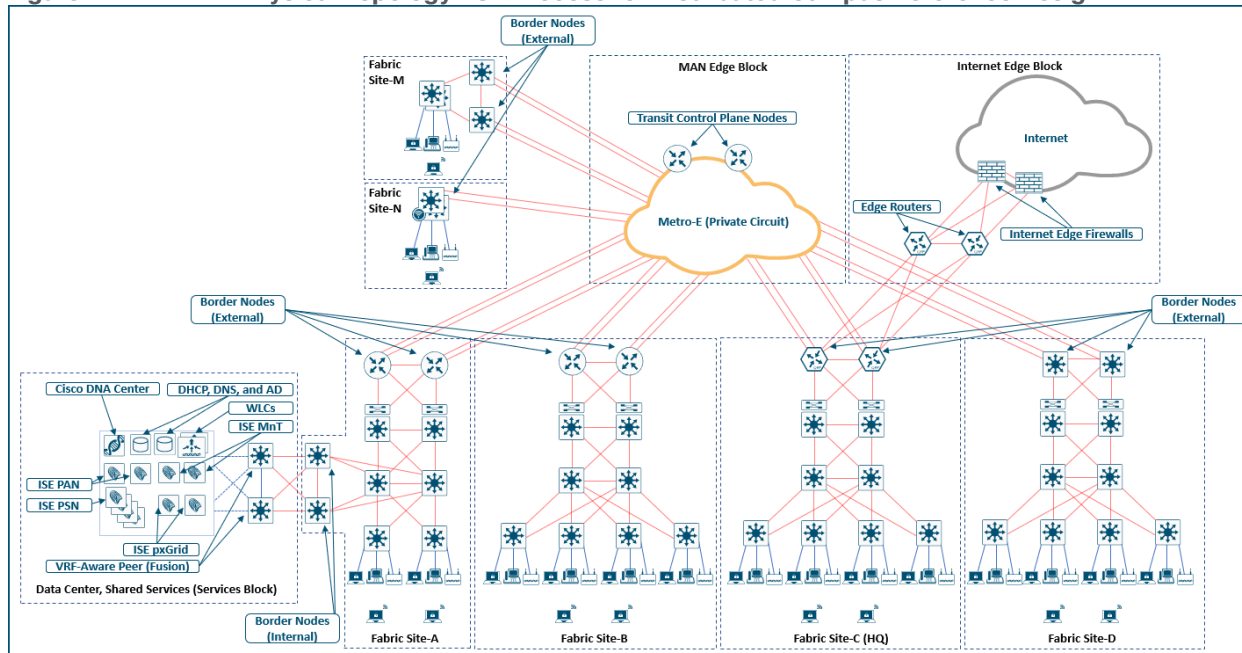 Border Nodes
(External)
Fabric
Site-M
MAN Edge Block
Internet Edge Block
Transit Control Plane Nodes
Internet
Fabric
Site-N
Metro-E (Private Circuit)
Edge Routers
Internet Edge Firewalls
Border Nodes
(External)
Border Nodes
(External)
Cisco DNA Center
DHCP, DNS, and AD
WLCs
ISE MnT
ISE PAN
ISE PSN
ISE pxGrid
VRF-Aware Peer (Fusion)
Data Center, Shared Services (Services Block)
Border Nodes
(Internal)
Fabric Site-A
Fabric Site-B
Fabric Site-C (HQ)
Fabric Site-D